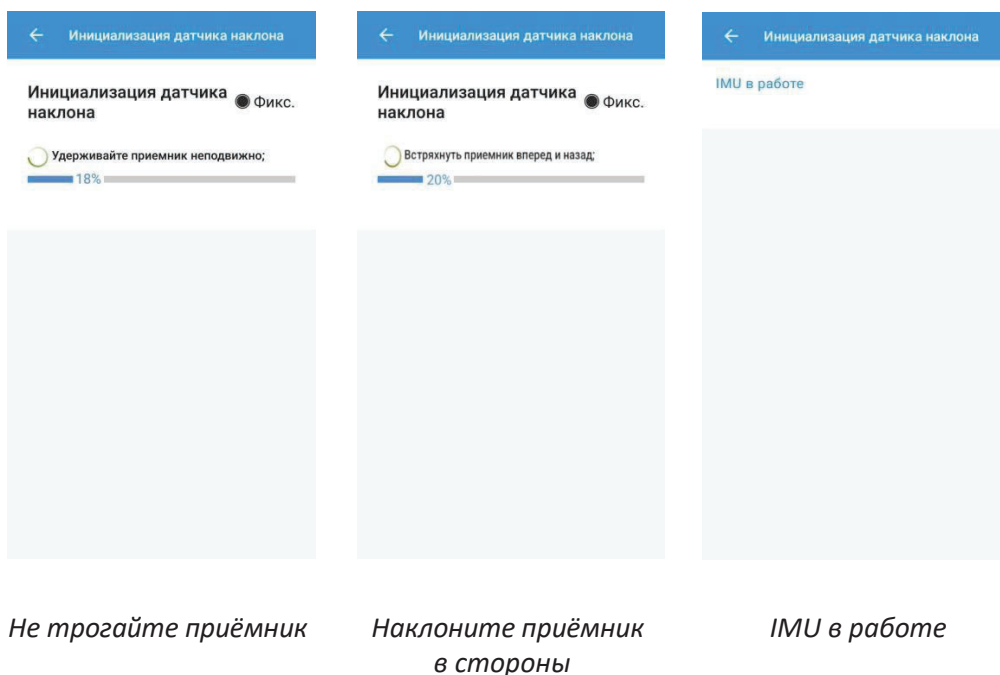 Инициализация датчика наклона
Инициализация датчика
наклона
Фикс.
Удерживайте приемник неподвижно;
18%
Инициализация датчика наклона
Инициализация датчика
наклона
Фикс.
Встряхнуть приемник вперед и назад;
20%
Инициализация датчика наклона
IMU в работе
Не трогайте приёмник
Наклоните приёмник
в стороны
IMU в работе